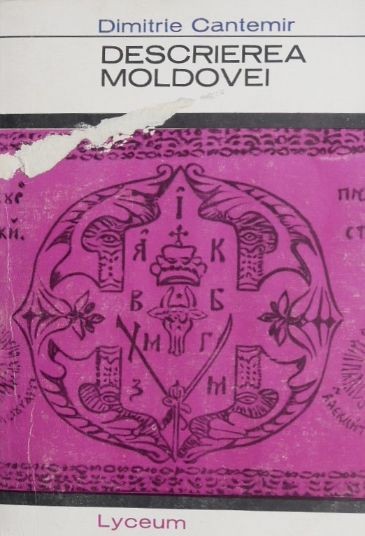 Dimitrie Cantemir
DESCRIEREA
MOLDOVEI
І
Ѧ К
В Б
Х М Г
З М
Lyceum